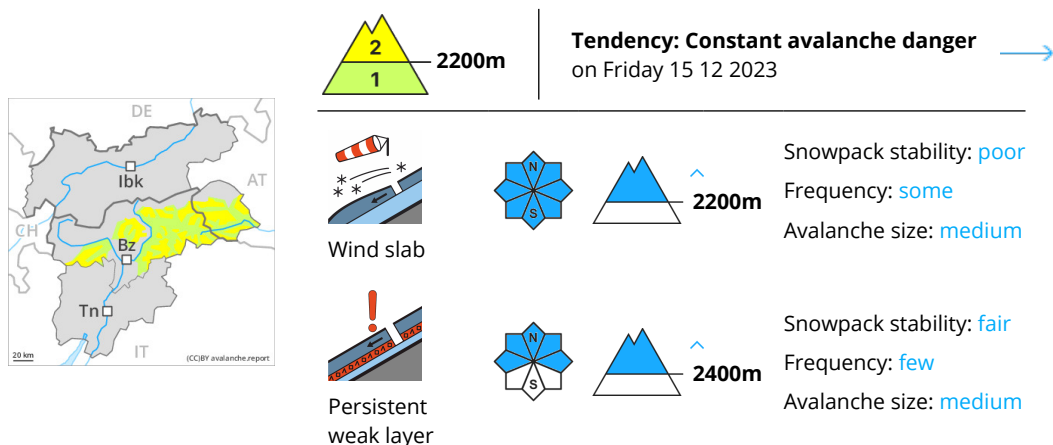 2
1
2200m
Tendency: Constant avalanche danger
on Friday 15 12 2023
DE
Ibk
AT
CH
Bz
Tn
IT
20 km
(CC)BY avalanche.report
Wind slab
N
S
2200m
Snowpack stability: poor
Frequency: some
Avalanche size: medium
Persistent
weak layer
N
S
2400m
Snowpack stability: fair
Frequency: few
Avalanche size: medium